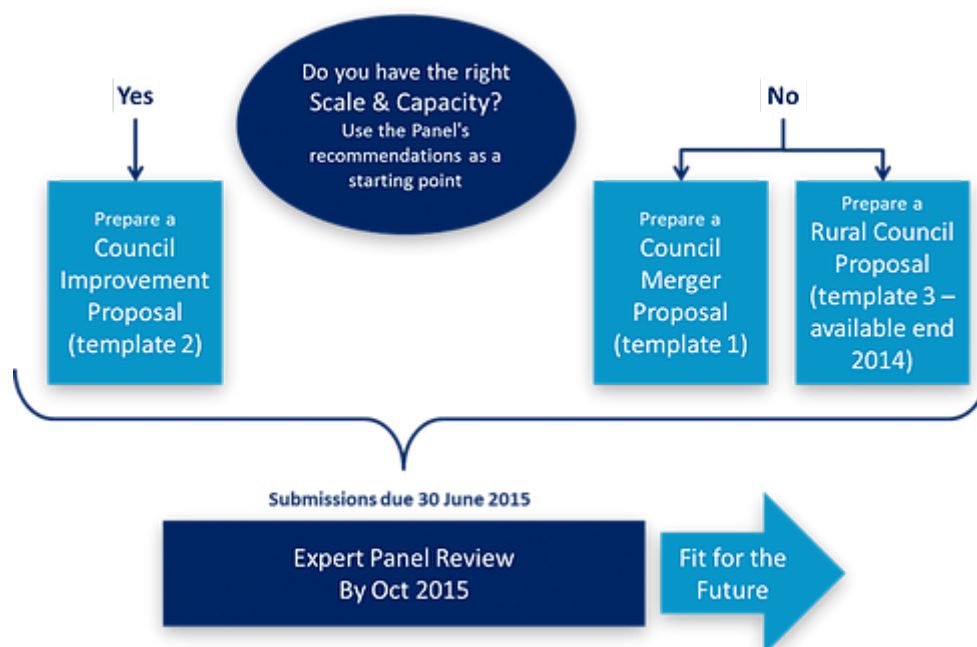 Do you have the right
Scale & Capacity?
Use the Panel's
recommendations as a
starting point
Yes
No
Prepare a
Council
Improvement
Proposal
(template 2)
Prepare a
Council
Merger
Proposal
(template 1)
Prepare a
Rural Council
Proposal
(template 3 –
available end
2014)
Submissions due 30 June 2015
Expert Panel Review
By Oct 2015
Fit for the
Future